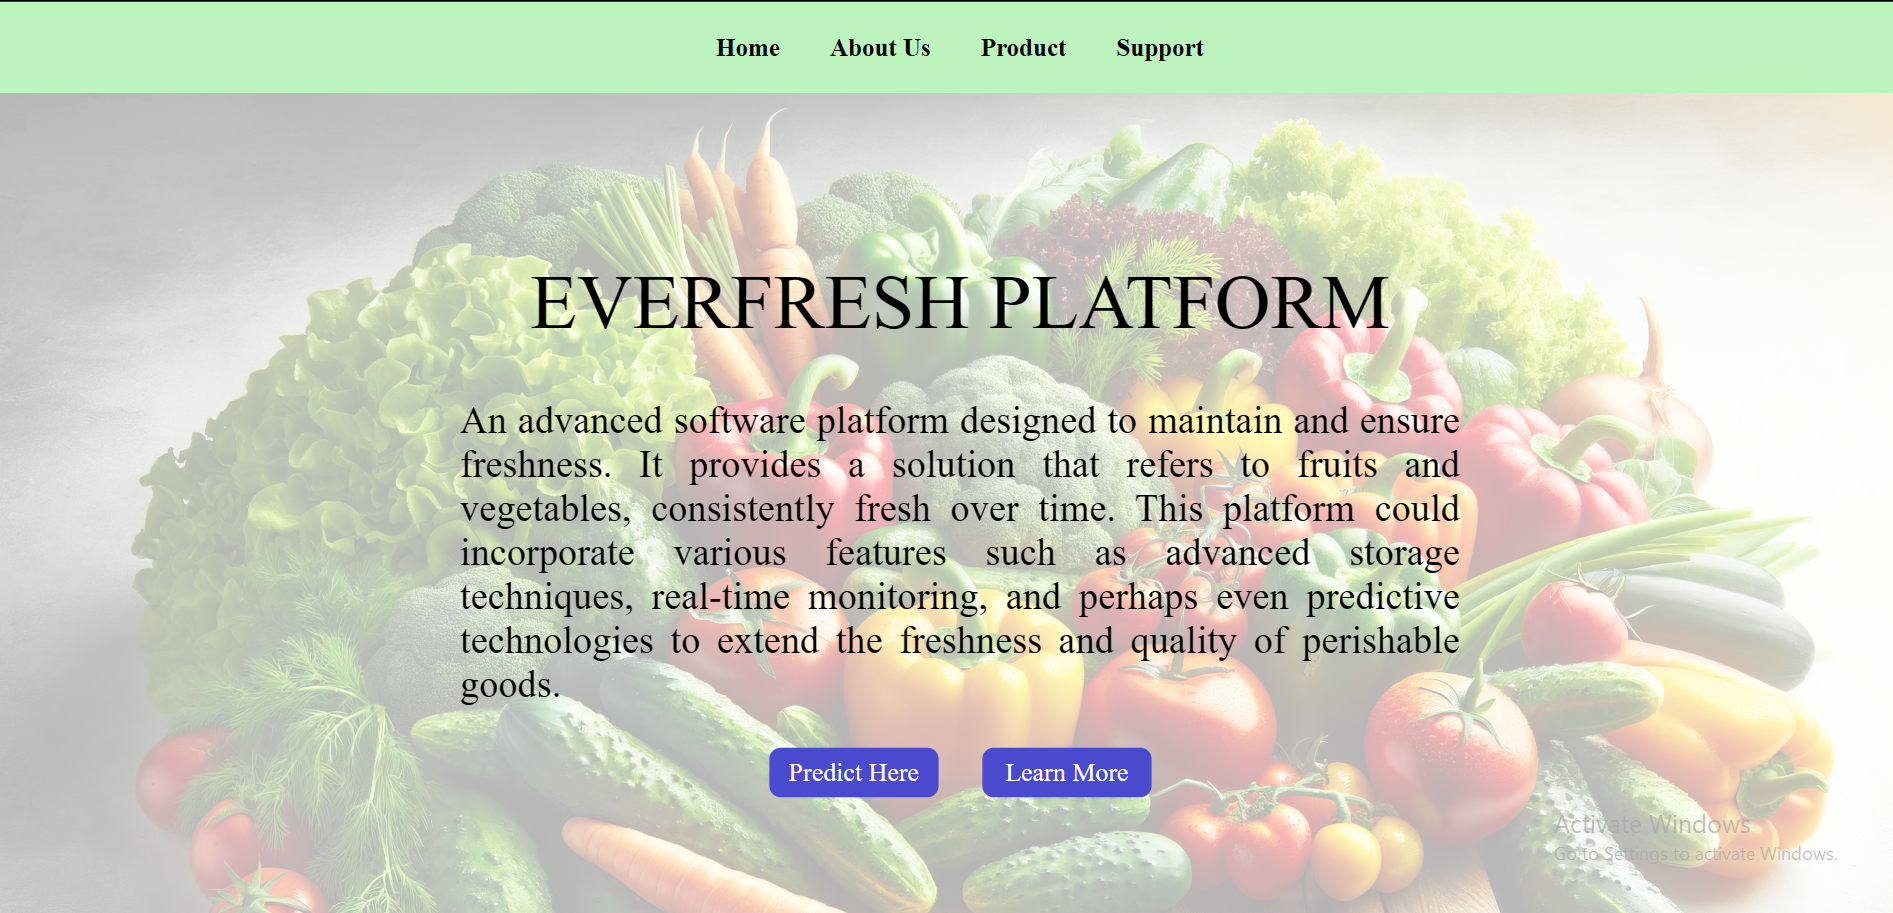 Home About Us Product Support
EVERFRESH PLATFORM
An advanced software platform designed to maintain and ensure
freshness. It provides a solution that refers to fruits and
vegetables, consistently fresh over time. This platform could
incorporate various features such as advanced storage
techniques, real-time monitoring, and perhaps even predictive
technologies to extend the freshness and quality of perishable
goods.
Predict Here Learn More
Activate Windows
Go to Settings to activate Windows.